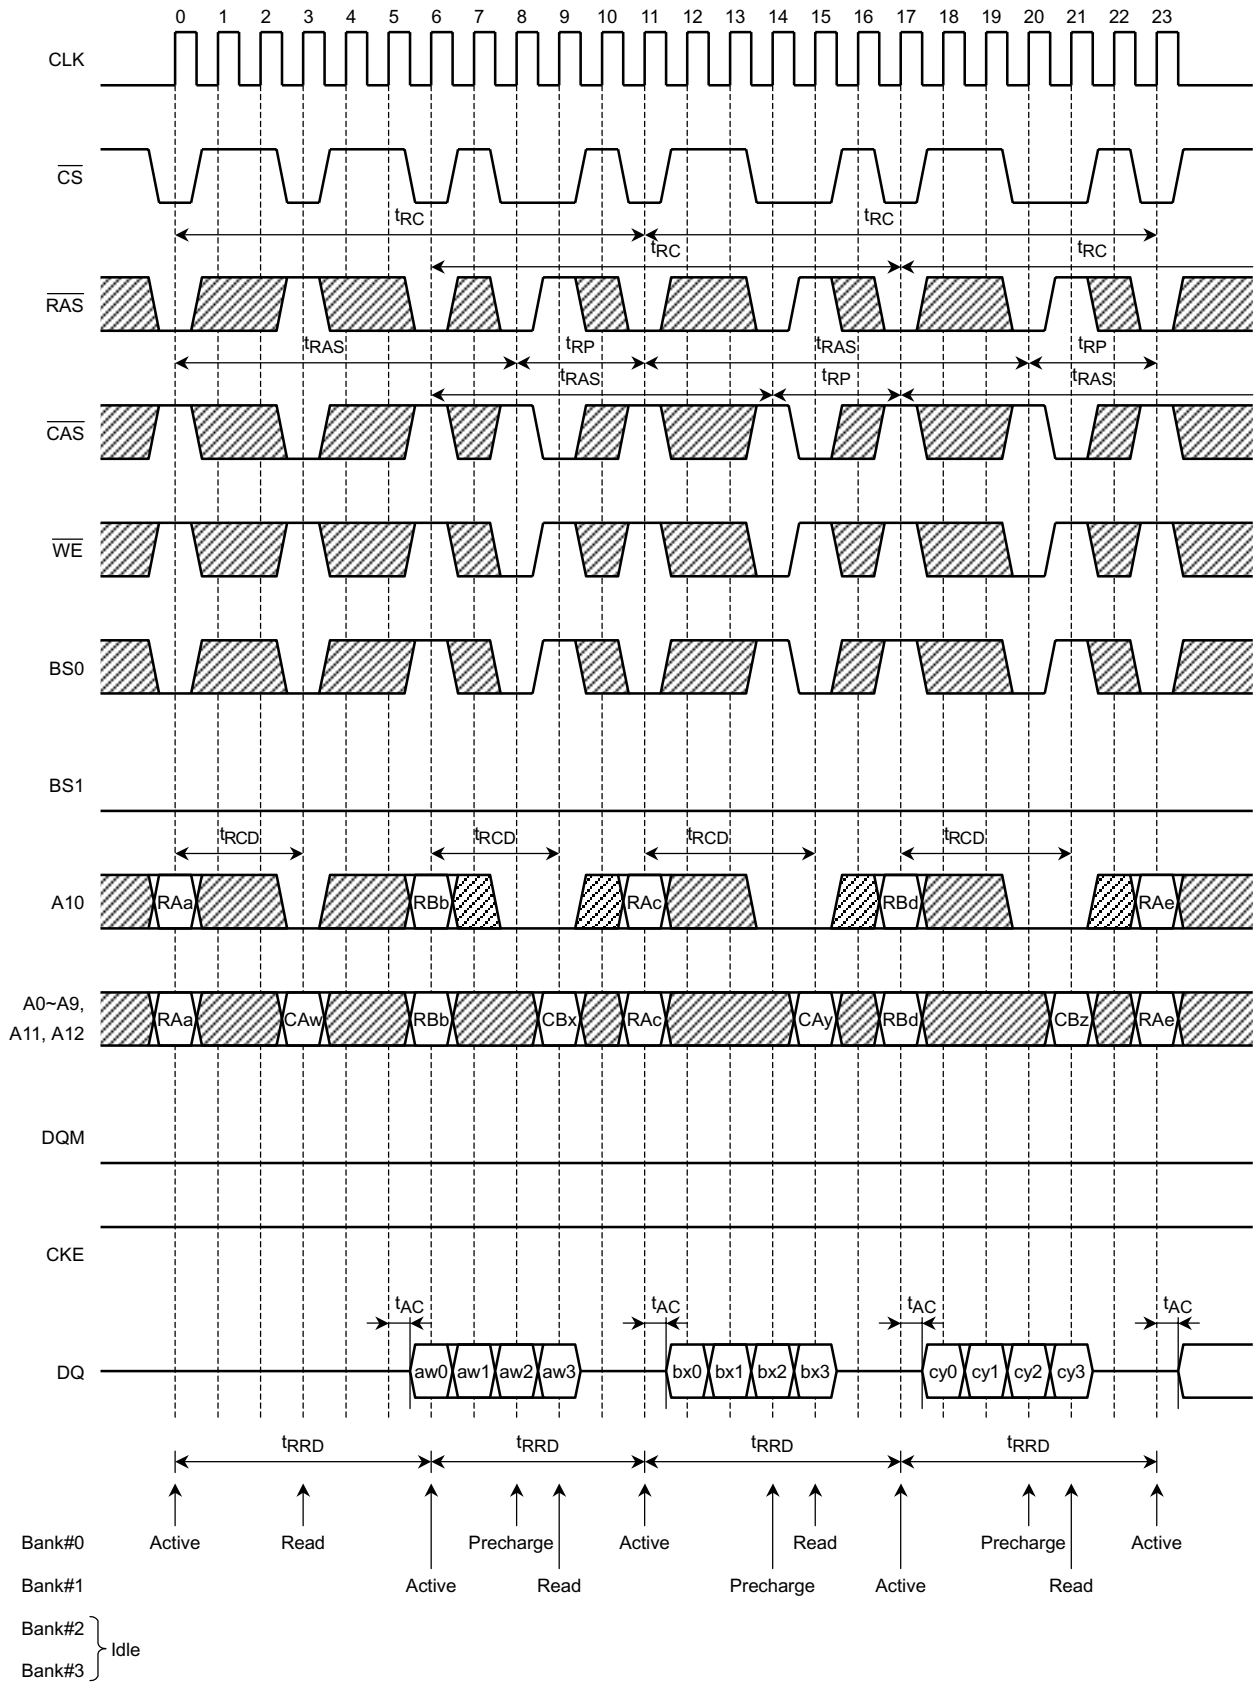 0 1 2 3 4 5 6 7 8 9 10 11 12 13 14 15 16 17 18 19 20 21 22 23
CLK
CS
tRC tRC
tRC tRC
RAS
tRAS tRP tRAS tRP
tRAS tRP tRAS
CAS
WE
BS0
BS1
tRCD tRCD tRCD tRCD
A10 RAa RBb RAc RBd RAe
A0~A9,
A11, A12
RAa CAw RBb CBx RAc CAy RBd CBz RAe
DQM
CKE
tAC tAC tAC tAC
DQ aw0 aw1 aw2 aw3 bx0 bx1 bx2 bx3 cy0 cy1 cy2 cy3
tRRD tRRD tRRD tRRD
Bank#0 Active Read Precharge Active Read Precharge Active
Bank#1 Active Read Precharge Active Read
Bank#2
Idle
Bank#3